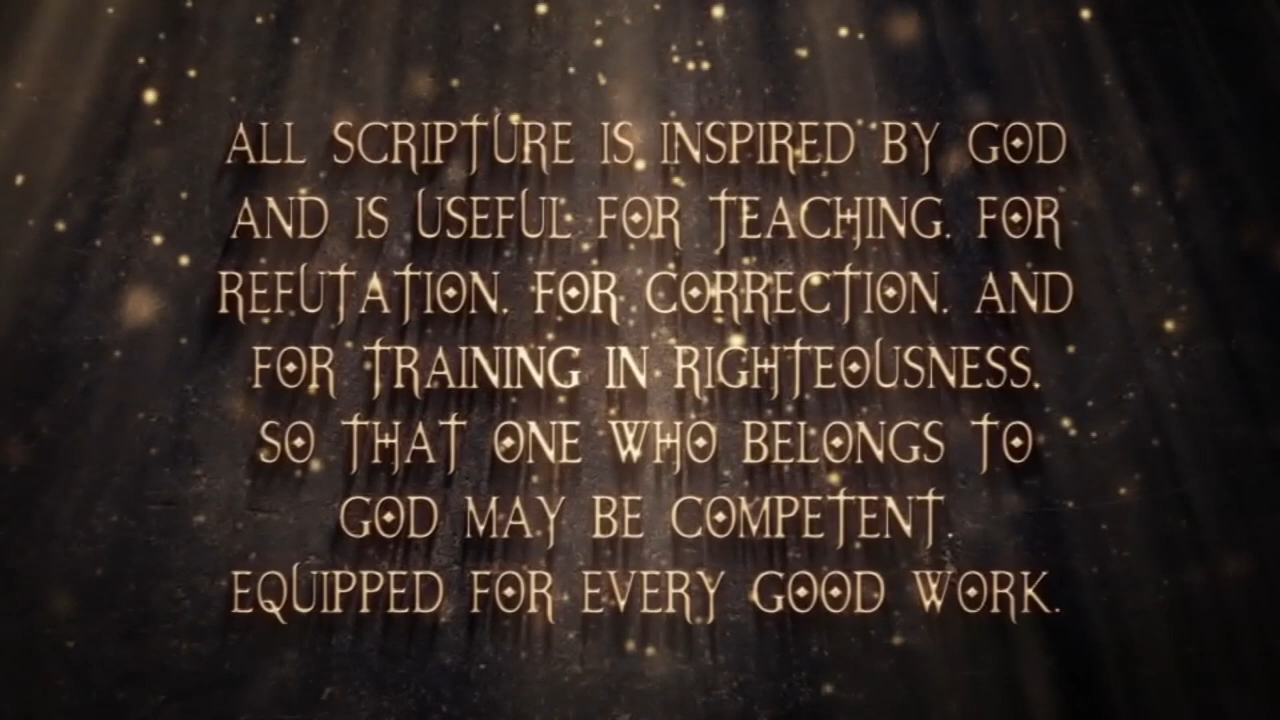 ALL SCRIPTURE IS INSPIRED BY GOD
AND IS USEFUL FOR TEACHING, FOR
REFUTATION, FOR CORRECTION, AND
FOR TRAINING IN RIGHTEOUSNESS,
SO THAT ONE WHO BELONGS TO
GOD MAY BE COMPETENT,
EQUIPPED FOR EVERY GOOD WORK.